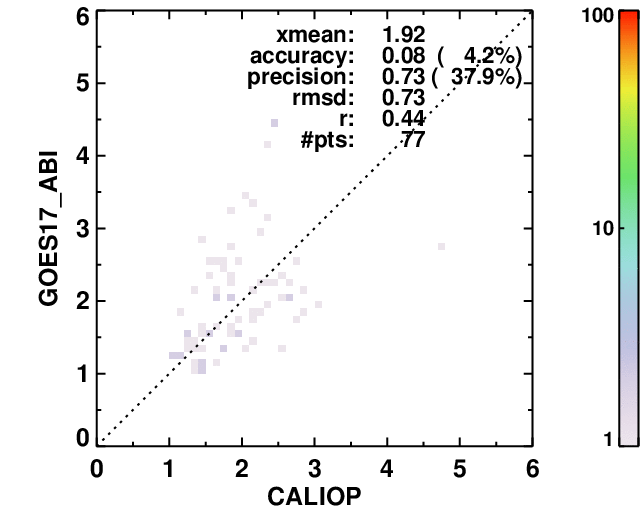 xmean: 1.92
accuracy: 0.08 ( 4.2%)
precision: 0.73 ( 37.9%)
rmsd: 0.73
r: 0.44
#pts: 77
6
5
4
3
2
1
0
GOES17_ABI
0 1 2 3 4 5 6
CALIOP
100
10
1